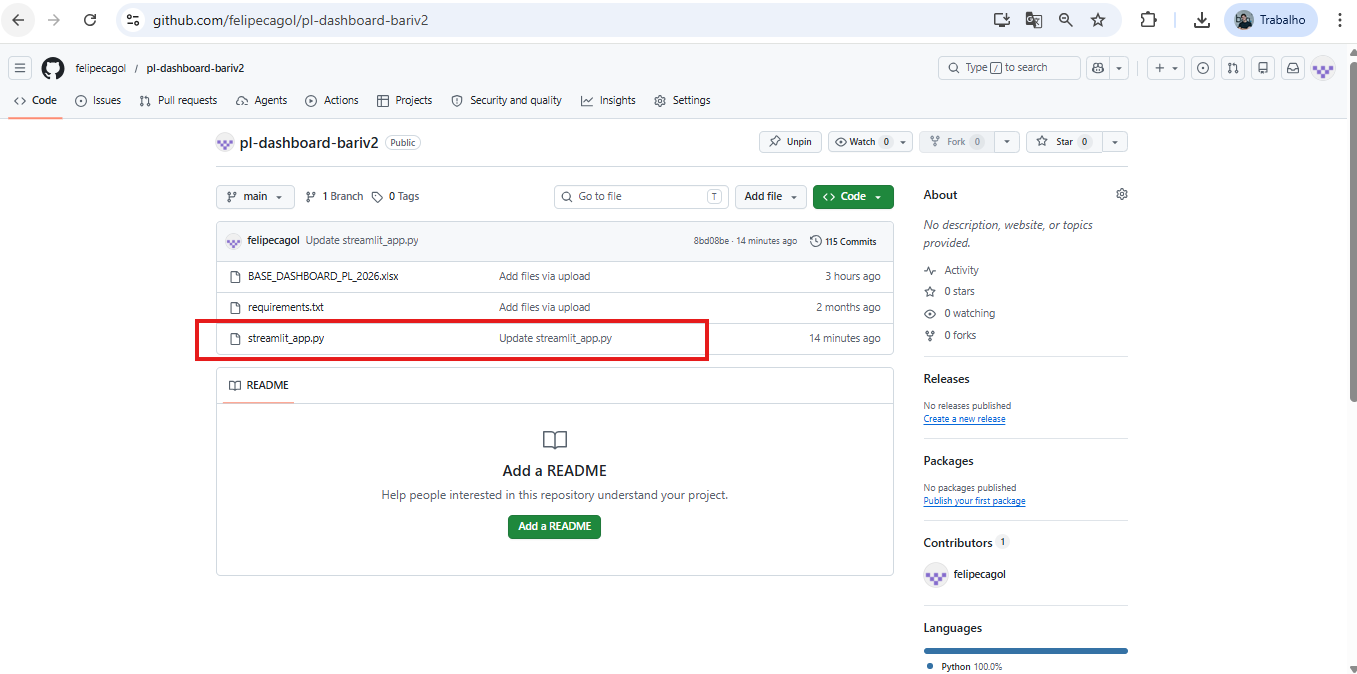 github.com/felipecagol/pl-dashboard-bariv2
Trabalho
felipecagol / pl-dashboard-bariv2
Type / to search
Code Issues Pull requests Agents Actions Projects Security and quality Insights Settings
pl-dashboard-bariv2 Public
Unpin Watch 0 Fork 0 Star 0
main 1 Branch 0 Tags Go to file T Add file Code
felipecagol Update streamlit_app.py 8bd08be · 14 minutes ago 115 Commits
BASE_DASHBOARD_PL_2026.xlsx Add files via upload 3 hours ago
requirements.txt Add files via upload 2 months ago
streamlit_app.py Update streamlit_app.py 14 minutes ago
README
Add a README
Help people interested in this repository understand your project.
Add a README
About
No description, website, or topics
provided.
Activity
0 stars
0 watching
0 forks
Releases
No releases published
Create a new release
Packages
No packages published
Publish your first package
Contributors 1
felipecagol
Languages
Python 100.0%